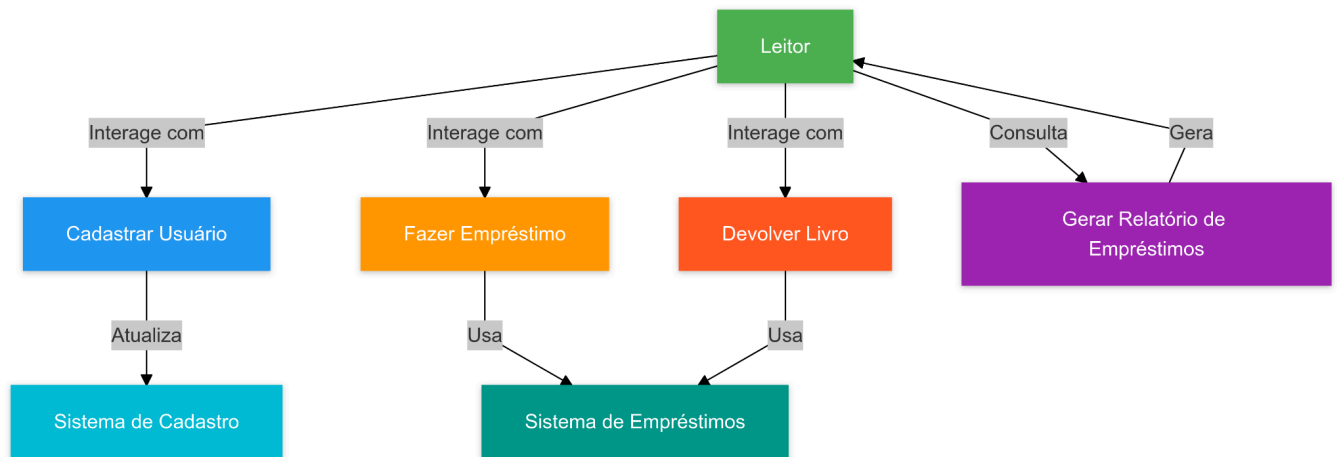 Leitor
Interage com
Interage com
Interage com
Consulta
Gera
Cadastrar Usuário
Fazer Empréstimo
Devolver Livro
Gerar Relatório de
Empréstimos
Atualiza
Usa
Usa
Sistema de Cadastro
Sistema de Empréstimos